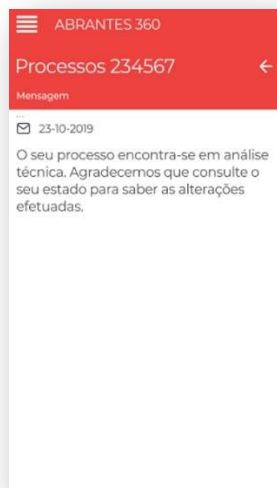 ABRANTES 360
Processos 234567
Mensagem
...
23-10-2019
O seu processo encontra-se em análise
técnica. Agradecemos que consulte o
seu estado para saber as alterações
efetuadas.